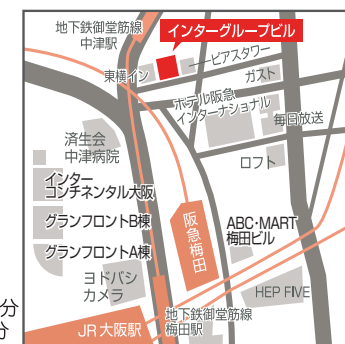 地下鉄御堂筋線
中津駅
インターグループビル
東横イン
ピアスタワー
ガスト
ホテル阪急
インターナショナル
毎日放送
済生会
中津病院
ロフト
インター
コンチネンタル大阪
グランフロントB棟
グランフロントA棟
阪急梅田
ABC・MART
梅田ビル
ヨドバシ
カメラ
HEP FIVE
地下鉄御堂筋線
梅田駅
JR大阪駅
分
分